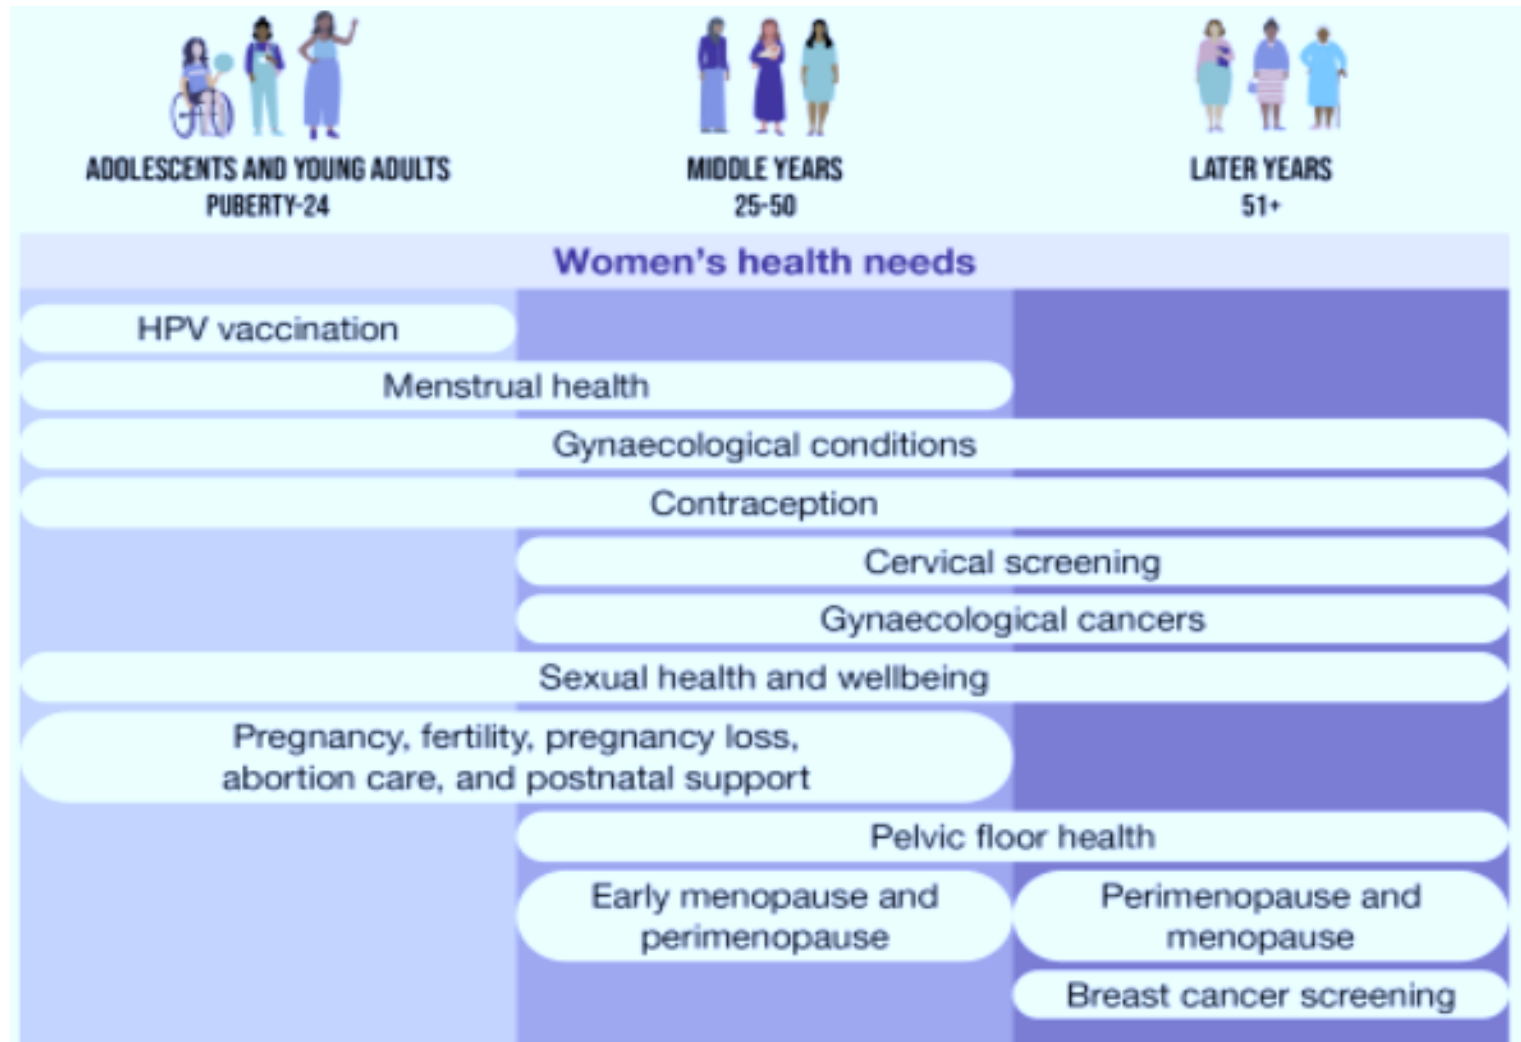 ADOLESCENTS AND YOUNG ADULTS
PUBERTY-24
MIDDLE YEARS
25-50
LATER YEARS
51+
Women's health needs
HPV vaccination
Menstrual health
Gynaecological conditions
Contraception
Cervical screening
Gynaecological cancers
Sexual health and wellbeing
Pregnancy, fertility, pregnancy loss,
abortion care, and postnatal support
Pelvic floor health
Early menopause and
perimenopause
Perimenopause and
menopause
Breast cancer screening